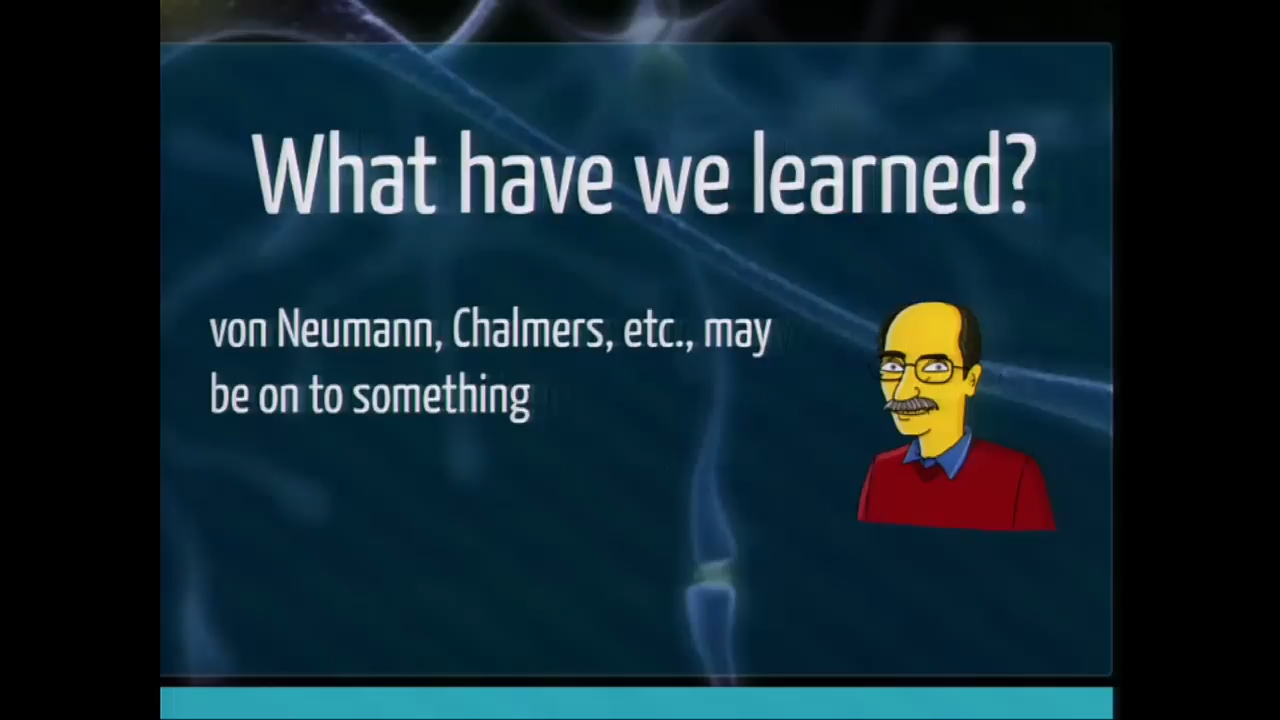 What have we learned?
von Neumann, Chalmers, etc., may
be on to something